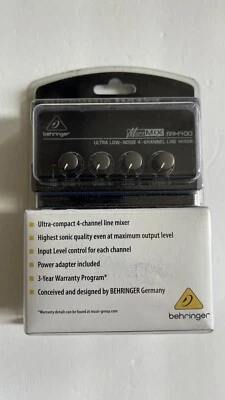 behringer
MicroMIX MX400
ULTRA LOW-NOISE 4-CHANNEL LINE MIXER
Ultra-compact 4-channel line mixer
Highest sonic quality even at maximum output level
Input Level control for each channel
Power adapter included
3-Year Warranty Program*
Conceived and designed by BEHRINGER Germany
*Warranty details can be found at music-group.com
behringer